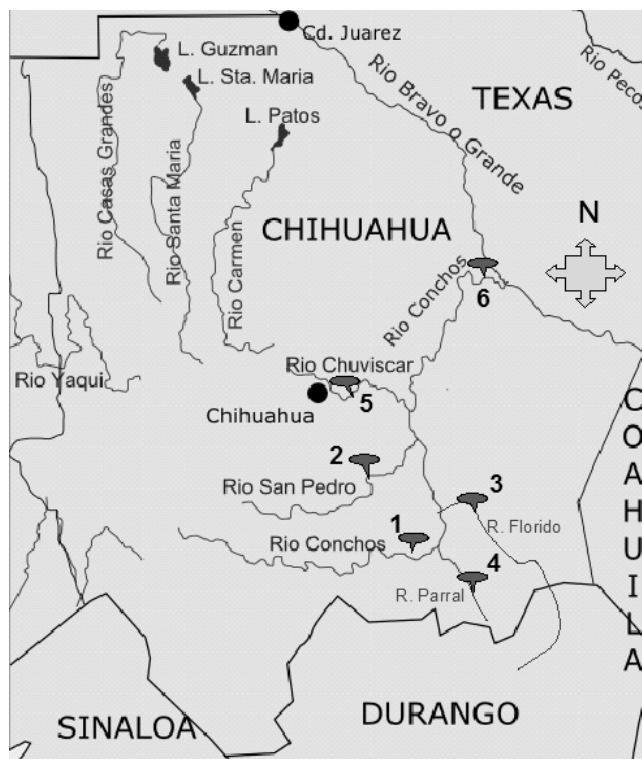 Cd. Juarez
L. Guzman
L. Sta. Maria
L. Patos
Rio Casas Grandes
Rio Santa Maria
Rio Carmen
Rio Bravo o Grande
TEXAS
Rio Pecos
CHIHUAHUA
N
Rio Conchos
6
Rio Chuviscar
5
Rio Yaqui
Chihuahua
2
Rio San Pedro
3
R. Florido
1
Rio Conchos
4
R. Parral
COAHUILA
SINALOA
DURANGO